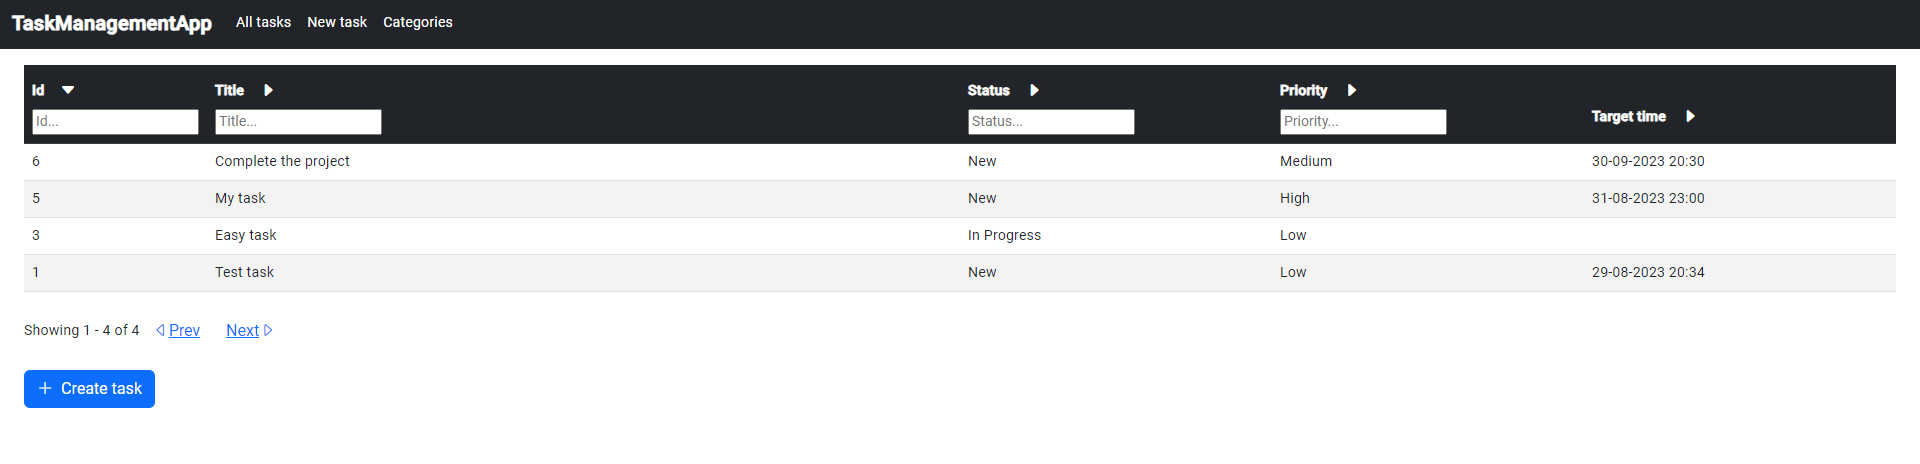 TaskManagementApp All tasks New task Categories
Id Title Status Priority Target time
Id... Title... Status... Priority...
6 Complete the project New Medium 30-09-2023 20:30
5 My task New High 31-08-2023 23:00
3 Easy task In Progress Low
1 Test task New Low 29-08-2023 20:34
Showing 1 - 4 of 4 Prev Next
Create task